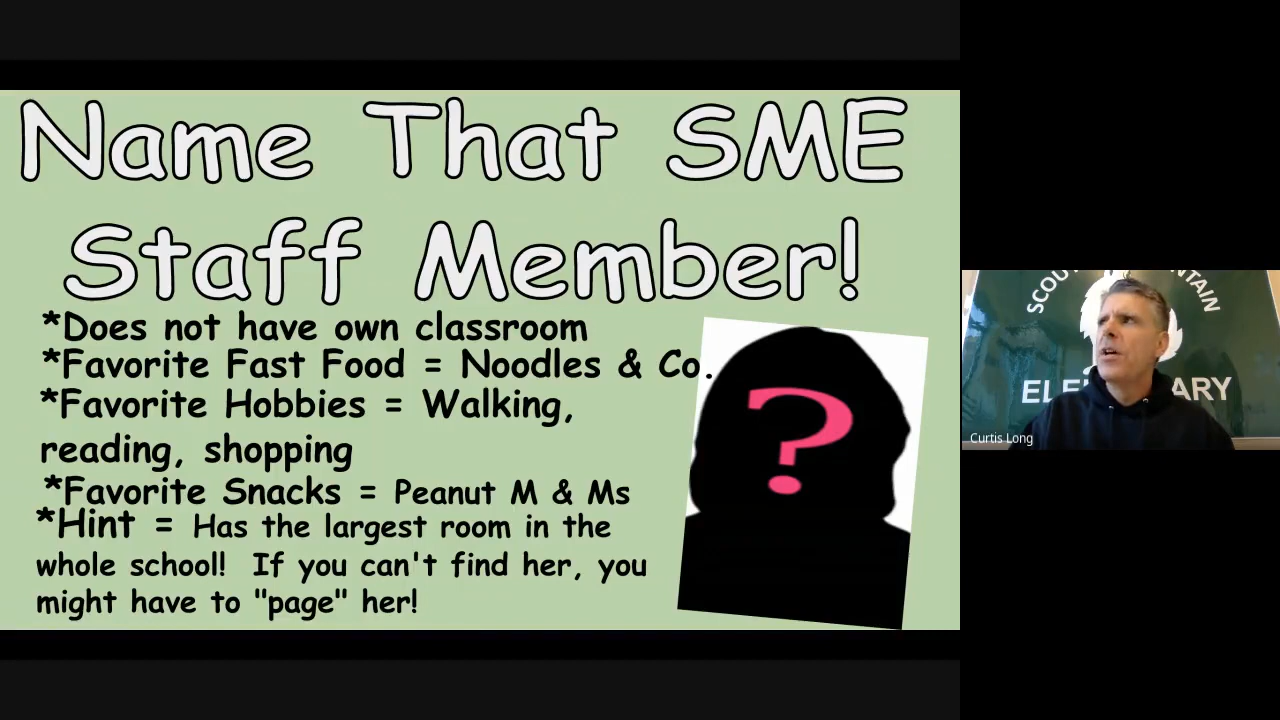 Name That SME
Staff Member!
*Does not have own classroom
*Favorite Fast Food = Noodles & Co.
*Favorite Hobbies = Walking,
reading, shopping
*Favorite Snacks = Peanut M & Ms
*Hint = Has the largest room in the
whole school! If you can't find her, you
might have to "page" her!
?
Curtis Long